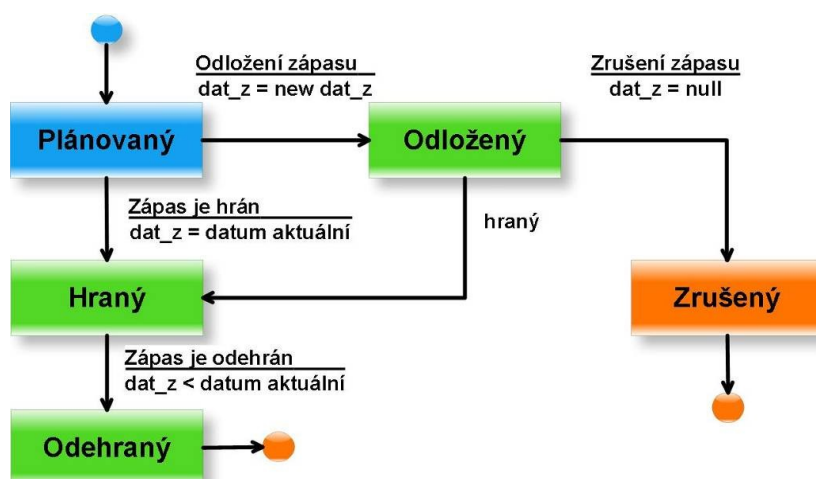 Odložení zápasu
dat_z = new dat_z
Zrušení zápasu
dat_z = null
Plánovaný
Odložený
Zápas je hrán
dat_z = datum aktuální
hraný
Hraný
Zrušený
Zápas je odehrán
dat_z < datum aktuální
Odehraný